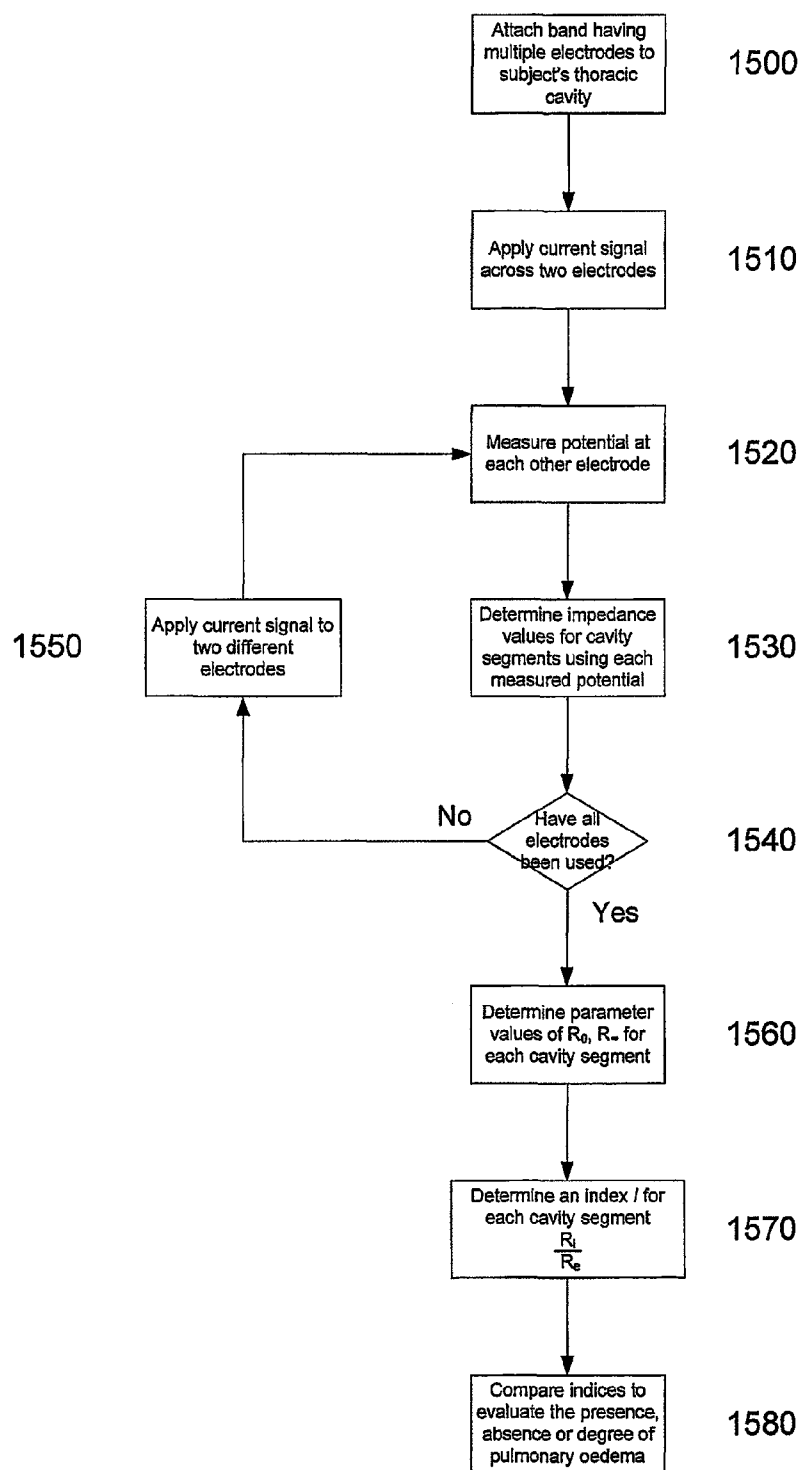 Attach band having
multiple electrodes to
subject's thoracic
cavity
1500
Apply current signal
across two electrodes
1510
Measure potential at
each other electrode
1520
1550
Apply current signal to
two different
electrodes
Determine impedance
values for cavity
segments using each
measured potential
1530
No
Have all
electrodes
been used?
1540
Yes
Determine parameter
values of R₀, R∞ for
each cavity segment
1560
Determine an index I for
each cavity segment
Rᵢ
Rₑ
1570
Compare indices to
evaluate the presence,
absence or degree of
pulmonary oedema
1580